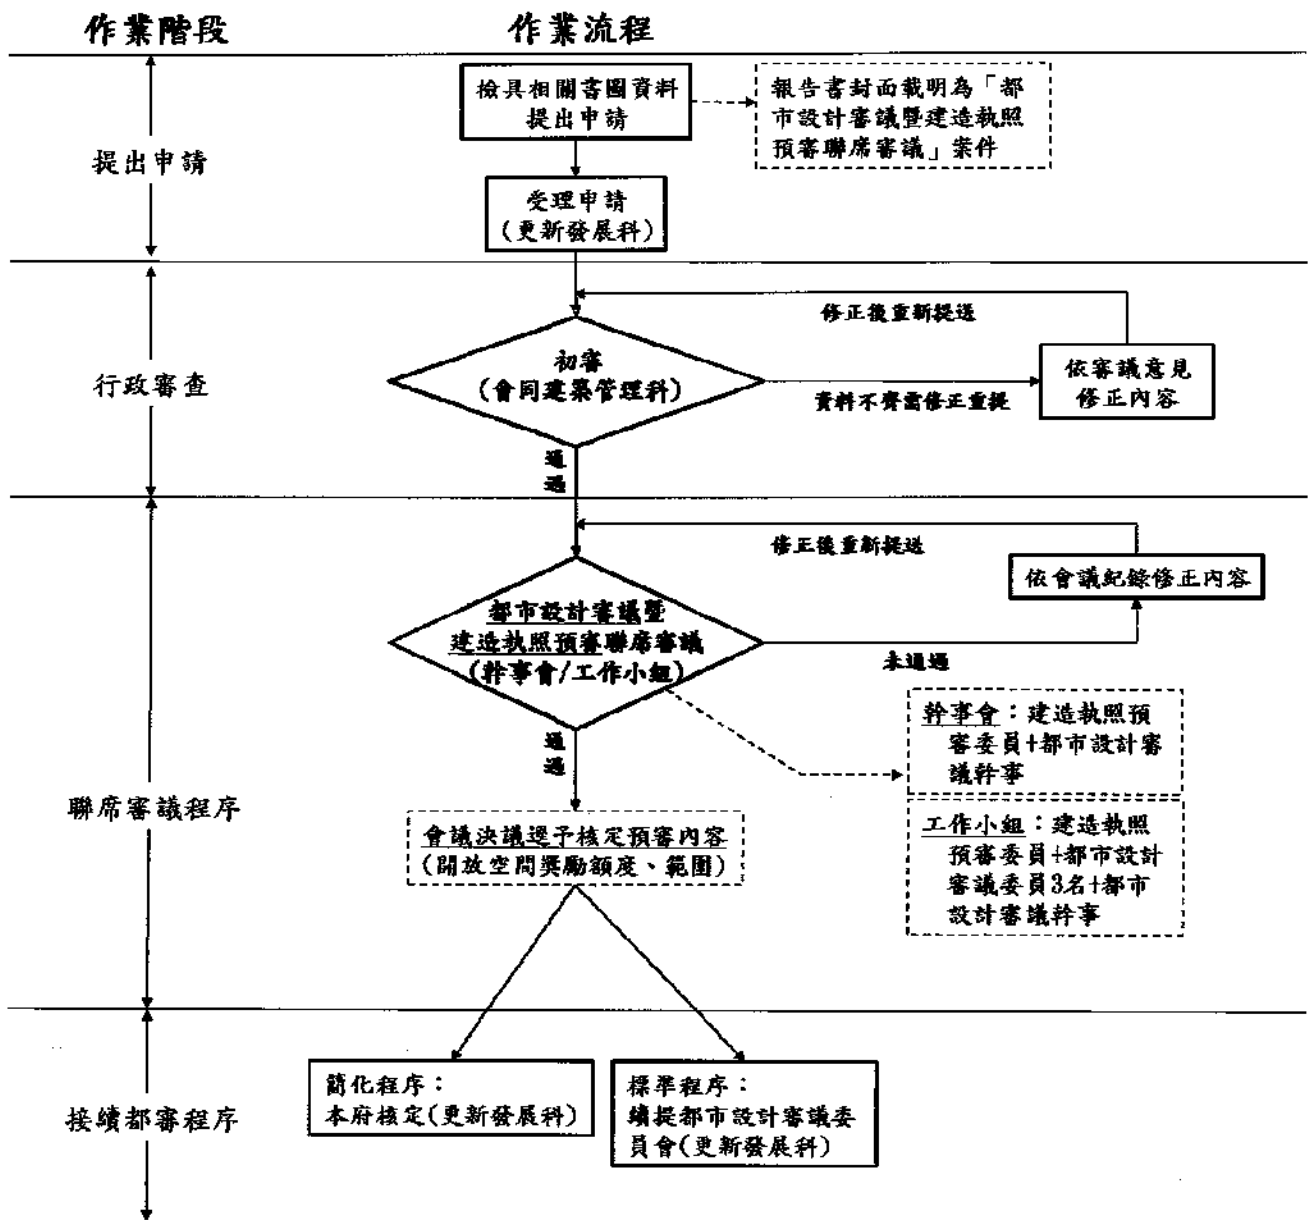 作業階段
作業流程
檢具相關書圖資料
提出申請
報告書封面載明為「都
市設計審議暨建造執照
預審聯席審議」案件
提出申請
受理申請
(更新發展科)
修正後重新提送
初審
(會同建築管理科)
行政審查
依審議意見
修正內容
資料不齊需修正重提
通
過
修正後重新提送
依會議紀錄修正內容
都市設計審議暨
建造執照預審聯席審議
(幹事會/工作小組)
未通過
幹事會：建造執照預
審委員+都市設計審
議幹事
通
過
聯席審議程序
會議決議逕予核定預審內容
(開放空間獎勵額度、範圍)
工作小組：建造執照
預審委員+都市設計
審議委員3名+都市
設計審議幹事
接續都審程序
簡化程序：
本府核定(更新發展科)
標準程序：
續提都市設計審議委
員會(更新發展科)